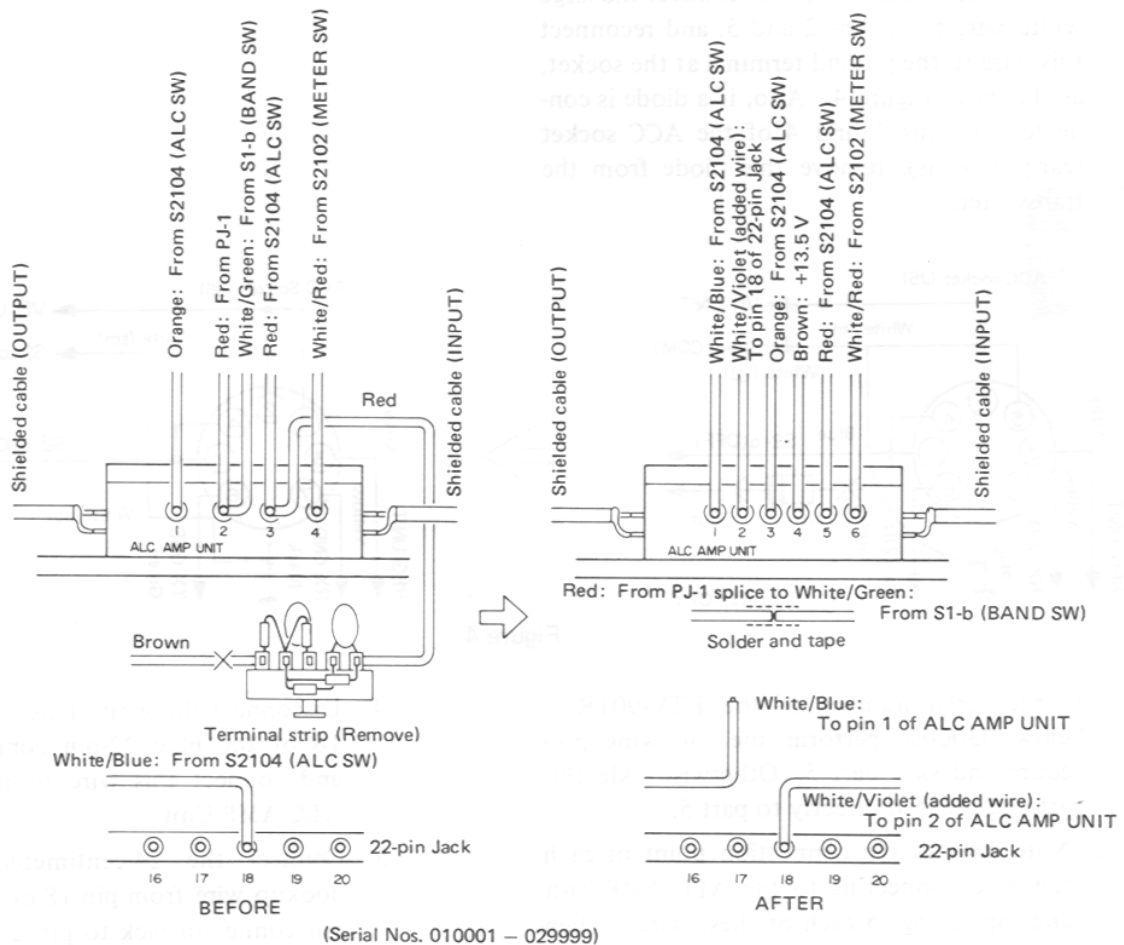 Shielded cable (OUTPUT)
Orange: From S2104 (ALC SW)
Red: From PJ-1
White/Green: From S1-b (BAND SW)
Red: From S2104 (ALC SW)
White/Red: From S2102 (METER SW)
Shielded cable (INPUT)
Red
1 2 3 4
ALC AMP UNIT
Brown
Terminal strip (Remove)
White/Blue: From S2104 (ALC SW)
22-pin Jack
16 17 18 19 20
BEFORE
Shielded cable (OUTPUT)
White/Blue: From S2104 (ALC SW)
White/Violet (added wire):
To pin 18 of 22-pin Jack
Orange: From S2104 (ALC SW)
Brown: +13.5 V
Red: From S2104 (ALC SW)
White/Red: From S2102 (METER SW)
Shielded cable (INPUT)
1 2 3 4 5 6
ALC AMP UNIT
Red: From PJ-1 splice to White/Green:
From S1-b (BAND SW)
Solder and tape
White/Blue:
To pin 1 of ALC AMP UNIT
White/Violet (added wire):
To pin 2 of ALC AMP UNIT
22-pin Jack
16 17 18 19 20
AFTER
(Serial Nos. 010001 – 029999)